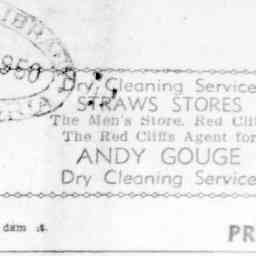 Dry Cleaning Service
STRAWS STORES
The Men's Store, Red Clif
The Red Cliffs Agent for
ANDY GOUGE
Dry Cleaning Service
PR